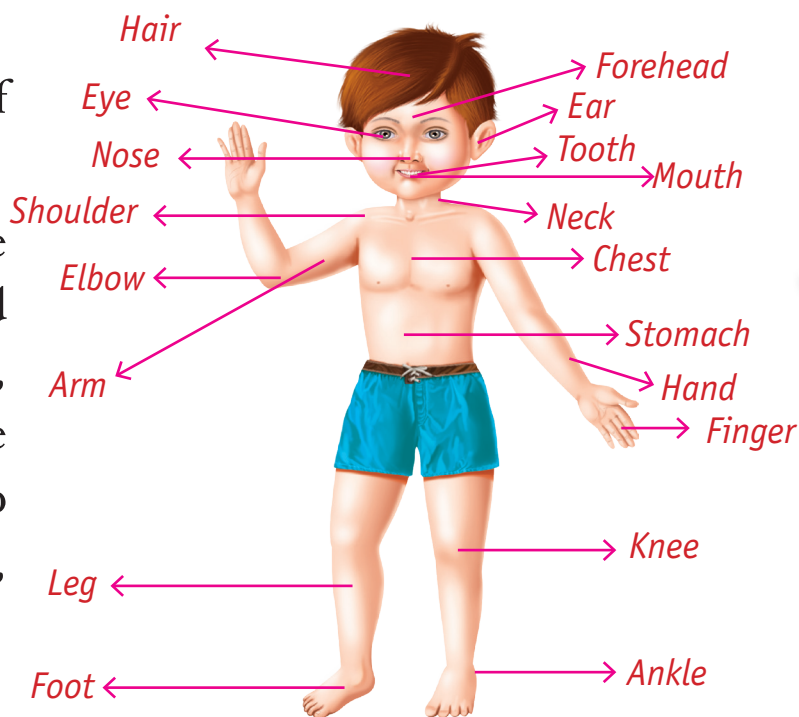 Hair
Forehead
f
Eye
Ear
Nose
Tooth
Mouth
Shoulder
Neck
e
Chest
Elbow
Stomach
,
Arm
Hand
e
Finger
Knee
,
Leg
Ankle
Foot